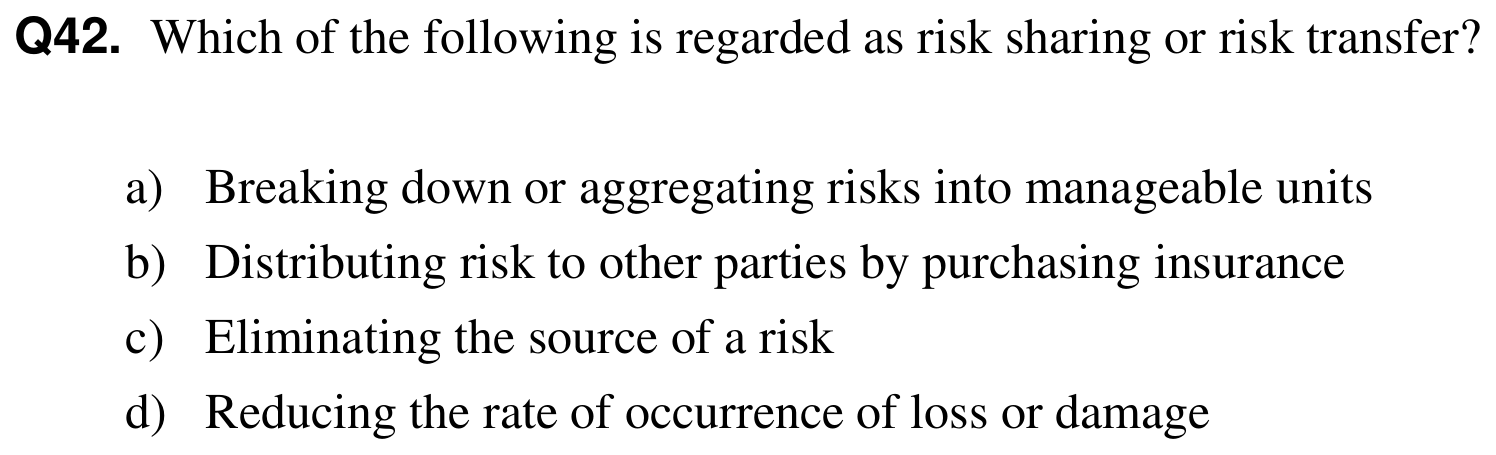 Q42. Which of the following is regarded as risk sharing or risk transfer?
a) Breaking down or aggregating risks into manageable units
b) Distributing risk to other parties by purchasing insurance
c) Eliminating the source of a risk
d) Reducing the rate of occurrence of loss or damage